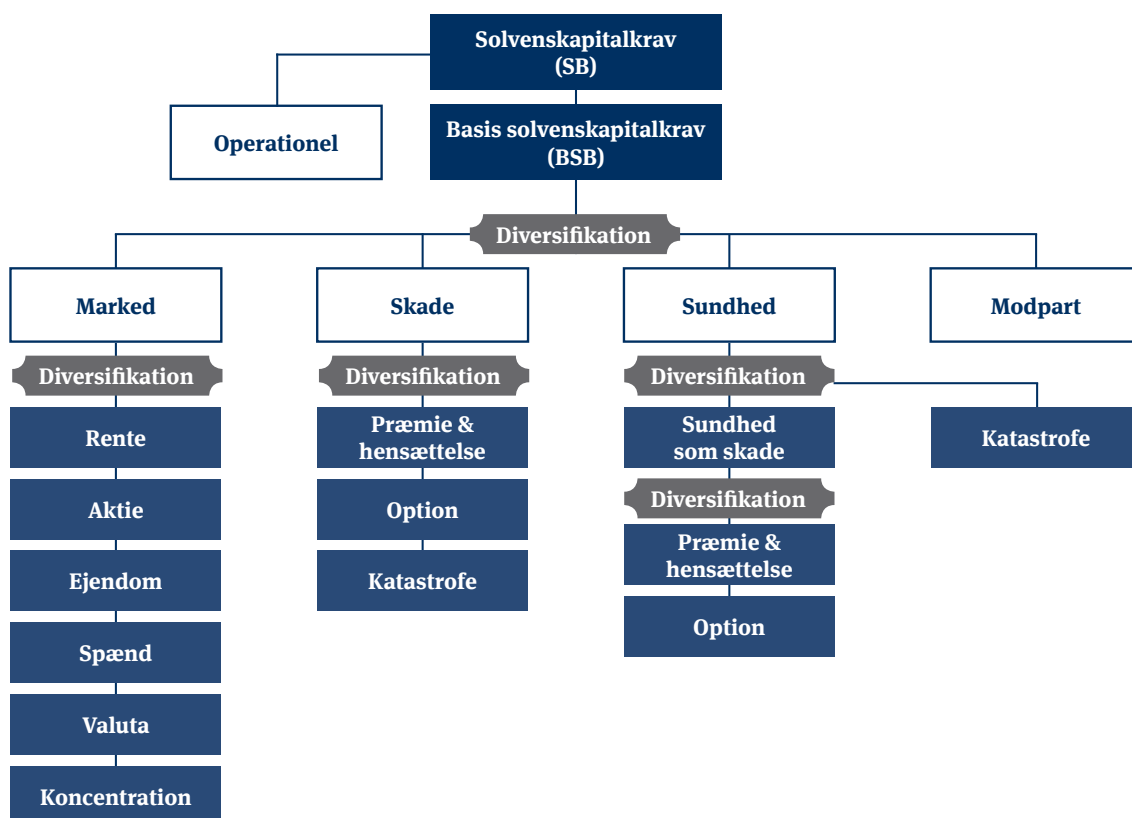 Solvenskapitalkrav
(SB)
Operationel
Basis solvenskapitalkrav
(BSB)
Diversifikation
Marked
Skade
Sundhed
Modpart
Diversifikation
Diversifikation
Diversifikation
Rente
Præmie &
hensættelse
Sundhed
som skade
Katastrofe
Aktie
Option
Diversifikation
Ejendom
Katastrofe
Præmie &
hensættelse
Spænd
Option
Valuta
Koncentration